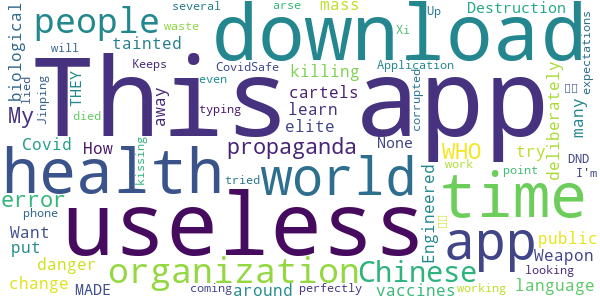 several arse mass Up Destruction
waste Xi
people download
biological tainted will Keeps CovidSafe Application expectations
lied THEY Jinping away even killing corrupted
This app
My typing cartels learn elite deliberately many
Covid How propaganda None WHO try DND
died kissing tried point work I'm
health world time
error phone useless Engineered app public
Want put Weapon
danger organization Chinese looking
change MADE coming around perfectly vaccines working language